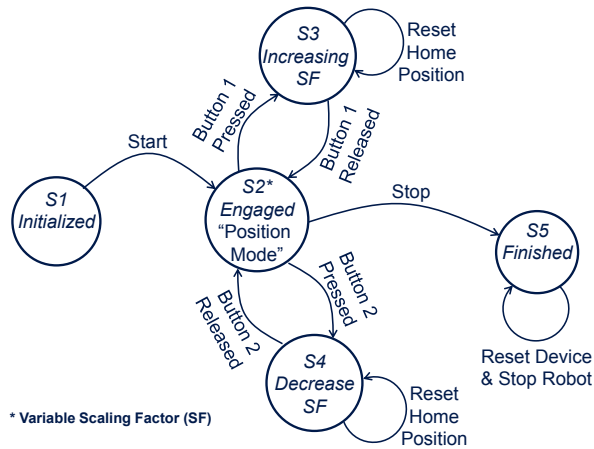 S3
Increasing
SF
Reset
Home
Position
Button 1
Pressed
Button 1
Released
Start
S1
Initialized
S2*
Engaged
“Position
Mode”
Stop
S5
Finished
Button 2
Released
Button 2
Pressed
Reset Device
& Stop Robot
S4
Decrease
SF
Reset
Home
Position
* Variable Scaling Factor (SF)